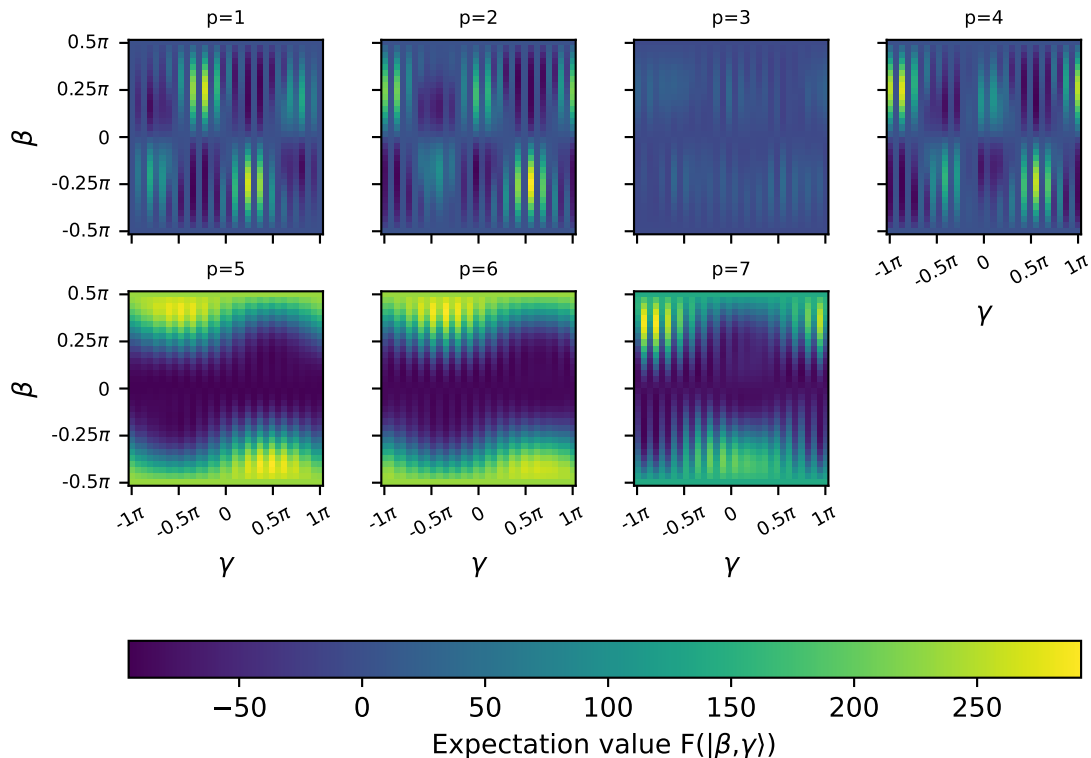 p=1 p=2 p=3 p=4
0.5π
0.25π
β
0
-0.25π
-0.5π
-1π -0.5π 0 0.5π 1π
γ
p=5 p=6 p=7
0.5π
0.25π
β
0
-0.25π
-0.5π
-1π -0.5π 0 0.5π 1π -1π -0.5π 0 0.5π 1π -1π -0.5π 0 0.5π 1π
γ γ γ
−50 0 50 100 150 200 250
Expectation value F(|β,γ⟩)